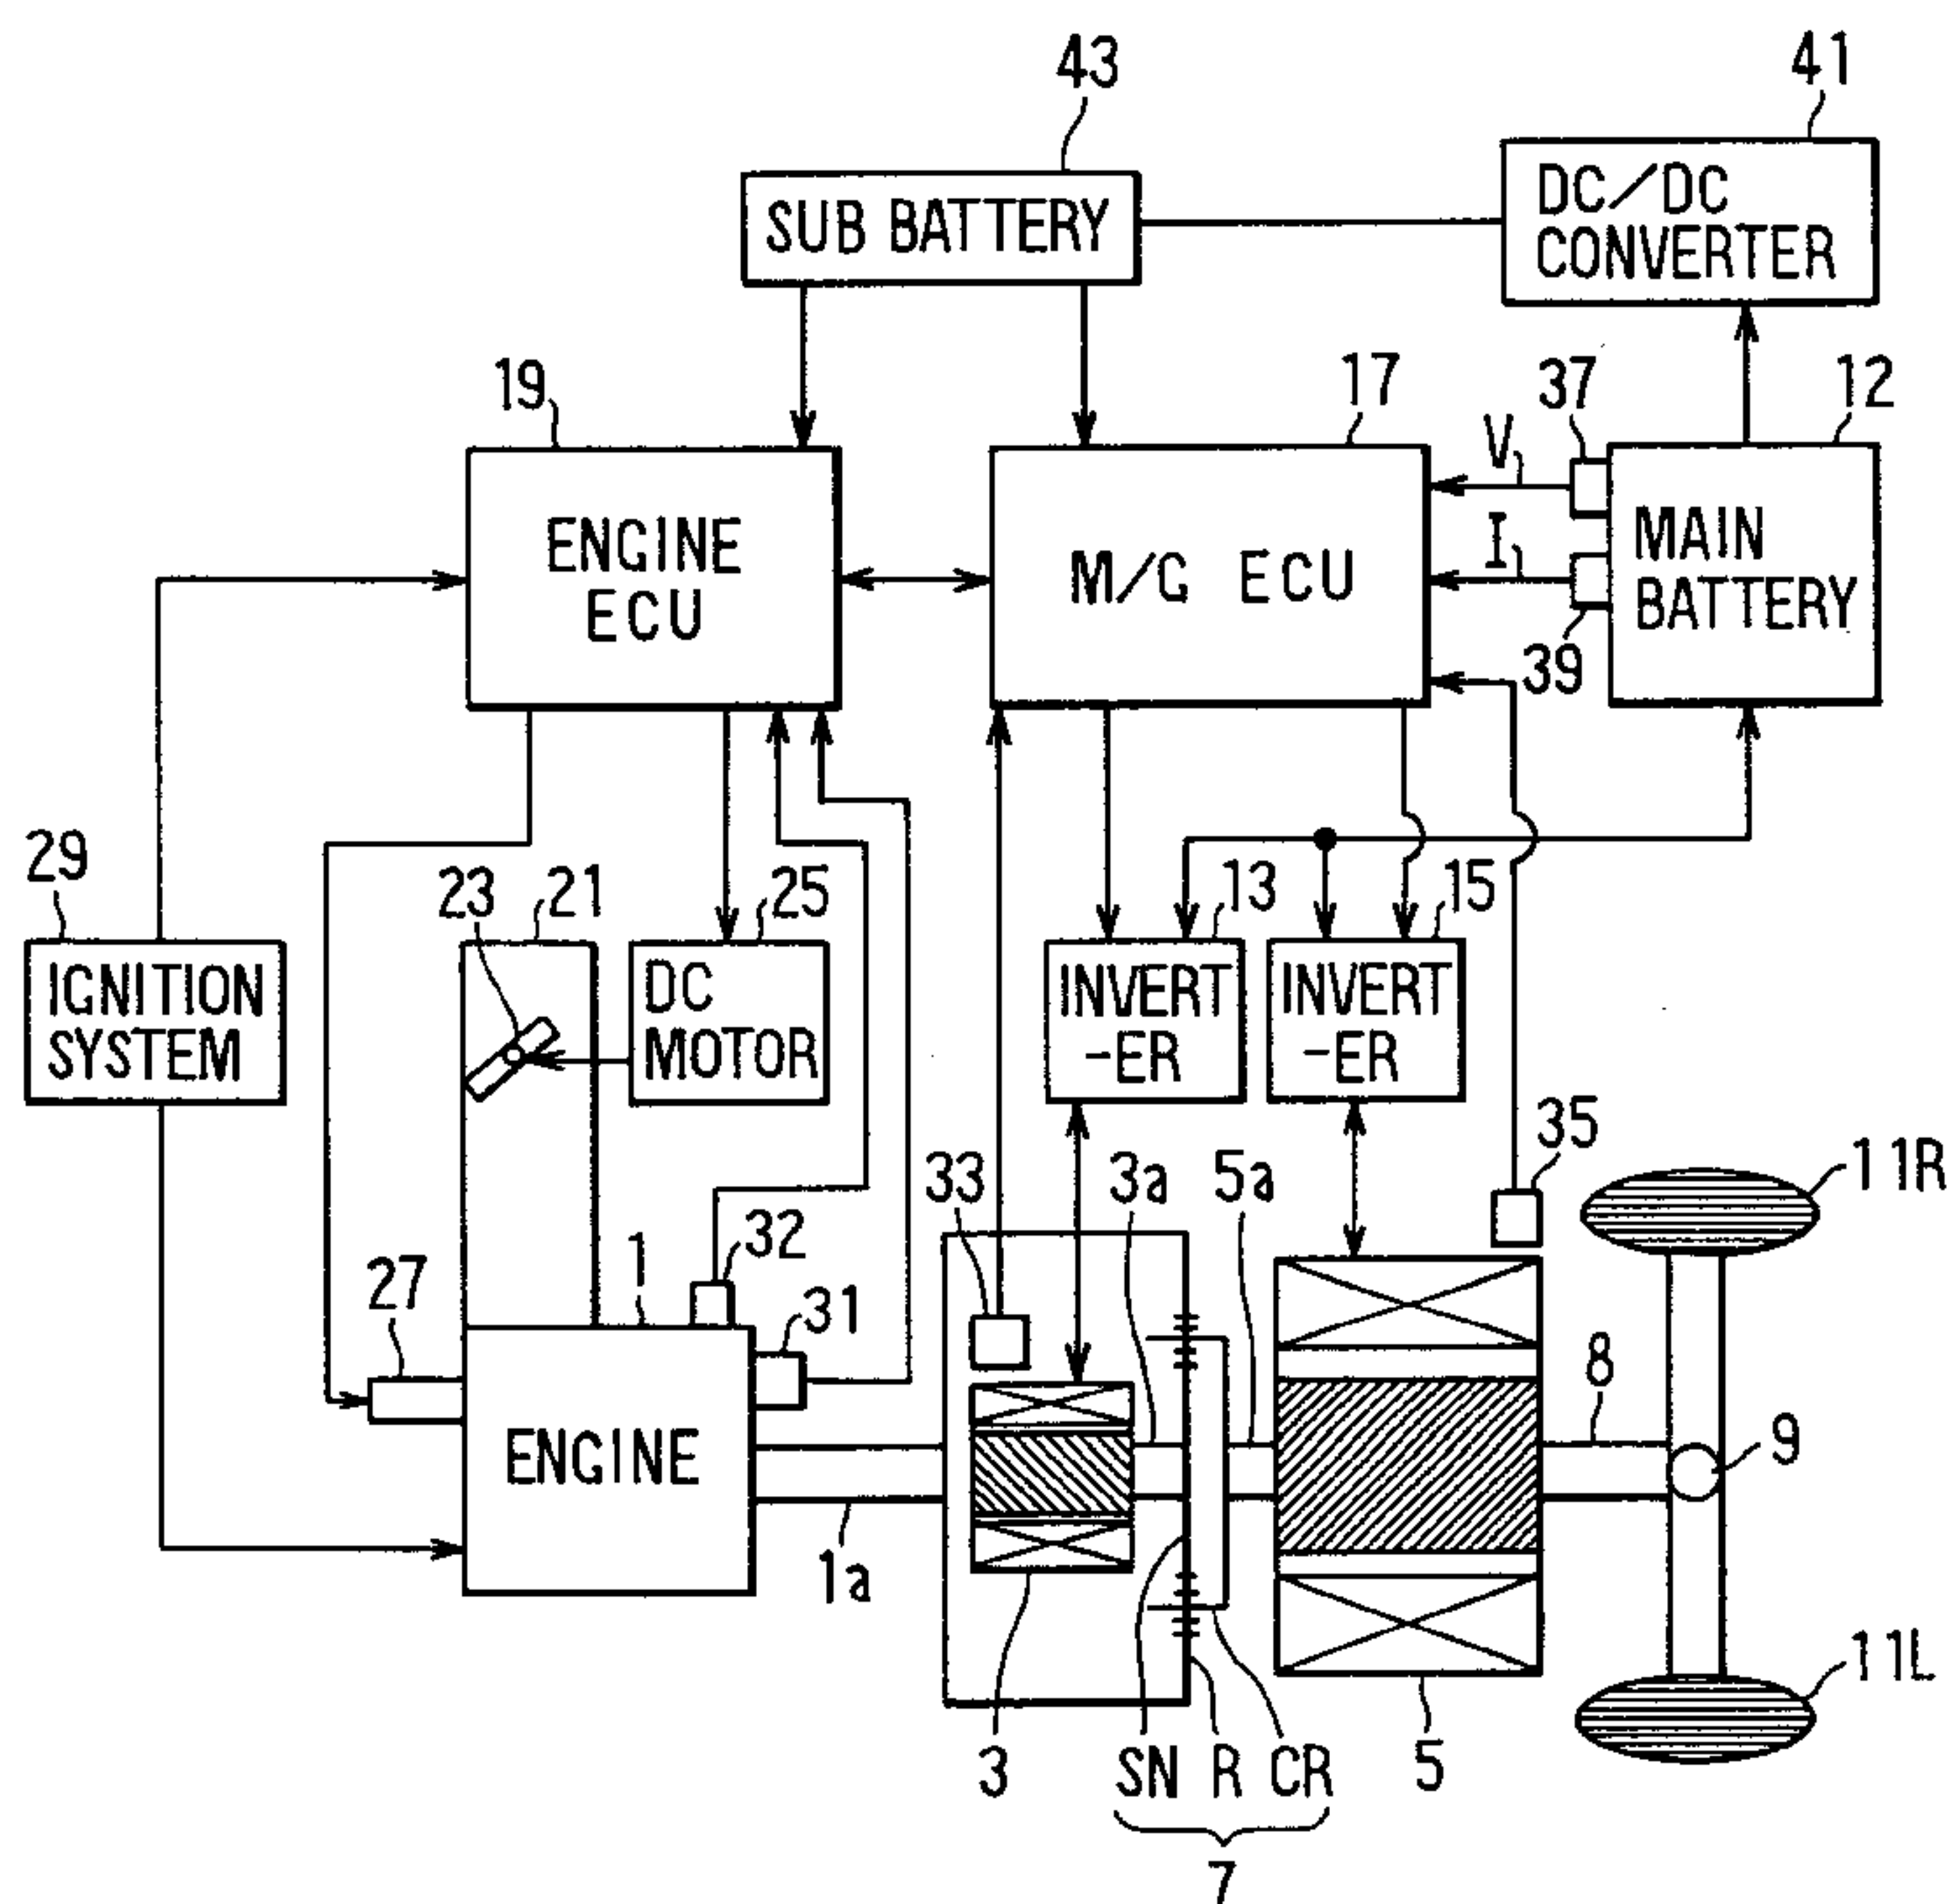 43
41
SUB BATTERY
DC/DC
CONVERTER
19
17
37
12
V
I
ENGINE
ECU
M/G ECU
MAIN
BATTERY
39
29
23
21
25
13
15
IGNITION
SYSTEM
DC
MOTOR
INVERT
-ER
INVERT
-ER
35
11R
33
3a
5a
1
32
27
31
8
9
ENGINE
1a
11L
3
SN R CR
5
7